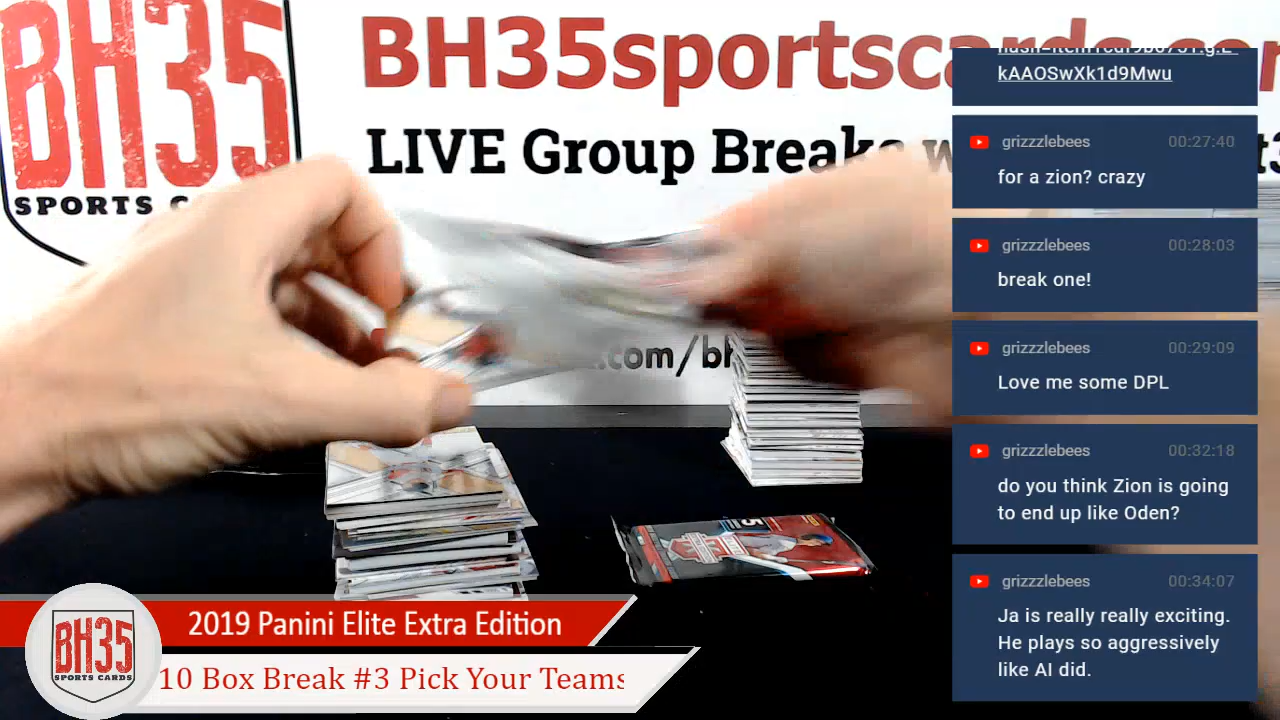 BH35
SPORTS C
BH35sportscards.com
LIVE Group Breaks w
.com/bh
kAAOSwXk1d9Mwu
grizzzlebees 00:27:40
for a zion? crazy
grizzzlebees 00:28:03
break one!
grizzzlebees 00:29:09
Love me some DPL
grizzzlebees 00:32:18
do you think Zion is going
to end up like Oden?
grizzzlebees 00:34:07
Ja is really really exciting.
He plays so aggressively
like AI did.
BH35
SPORTS CARDS
2019 Panini Elite Extra Edition
10 Box Break #3 Pick Your Teams